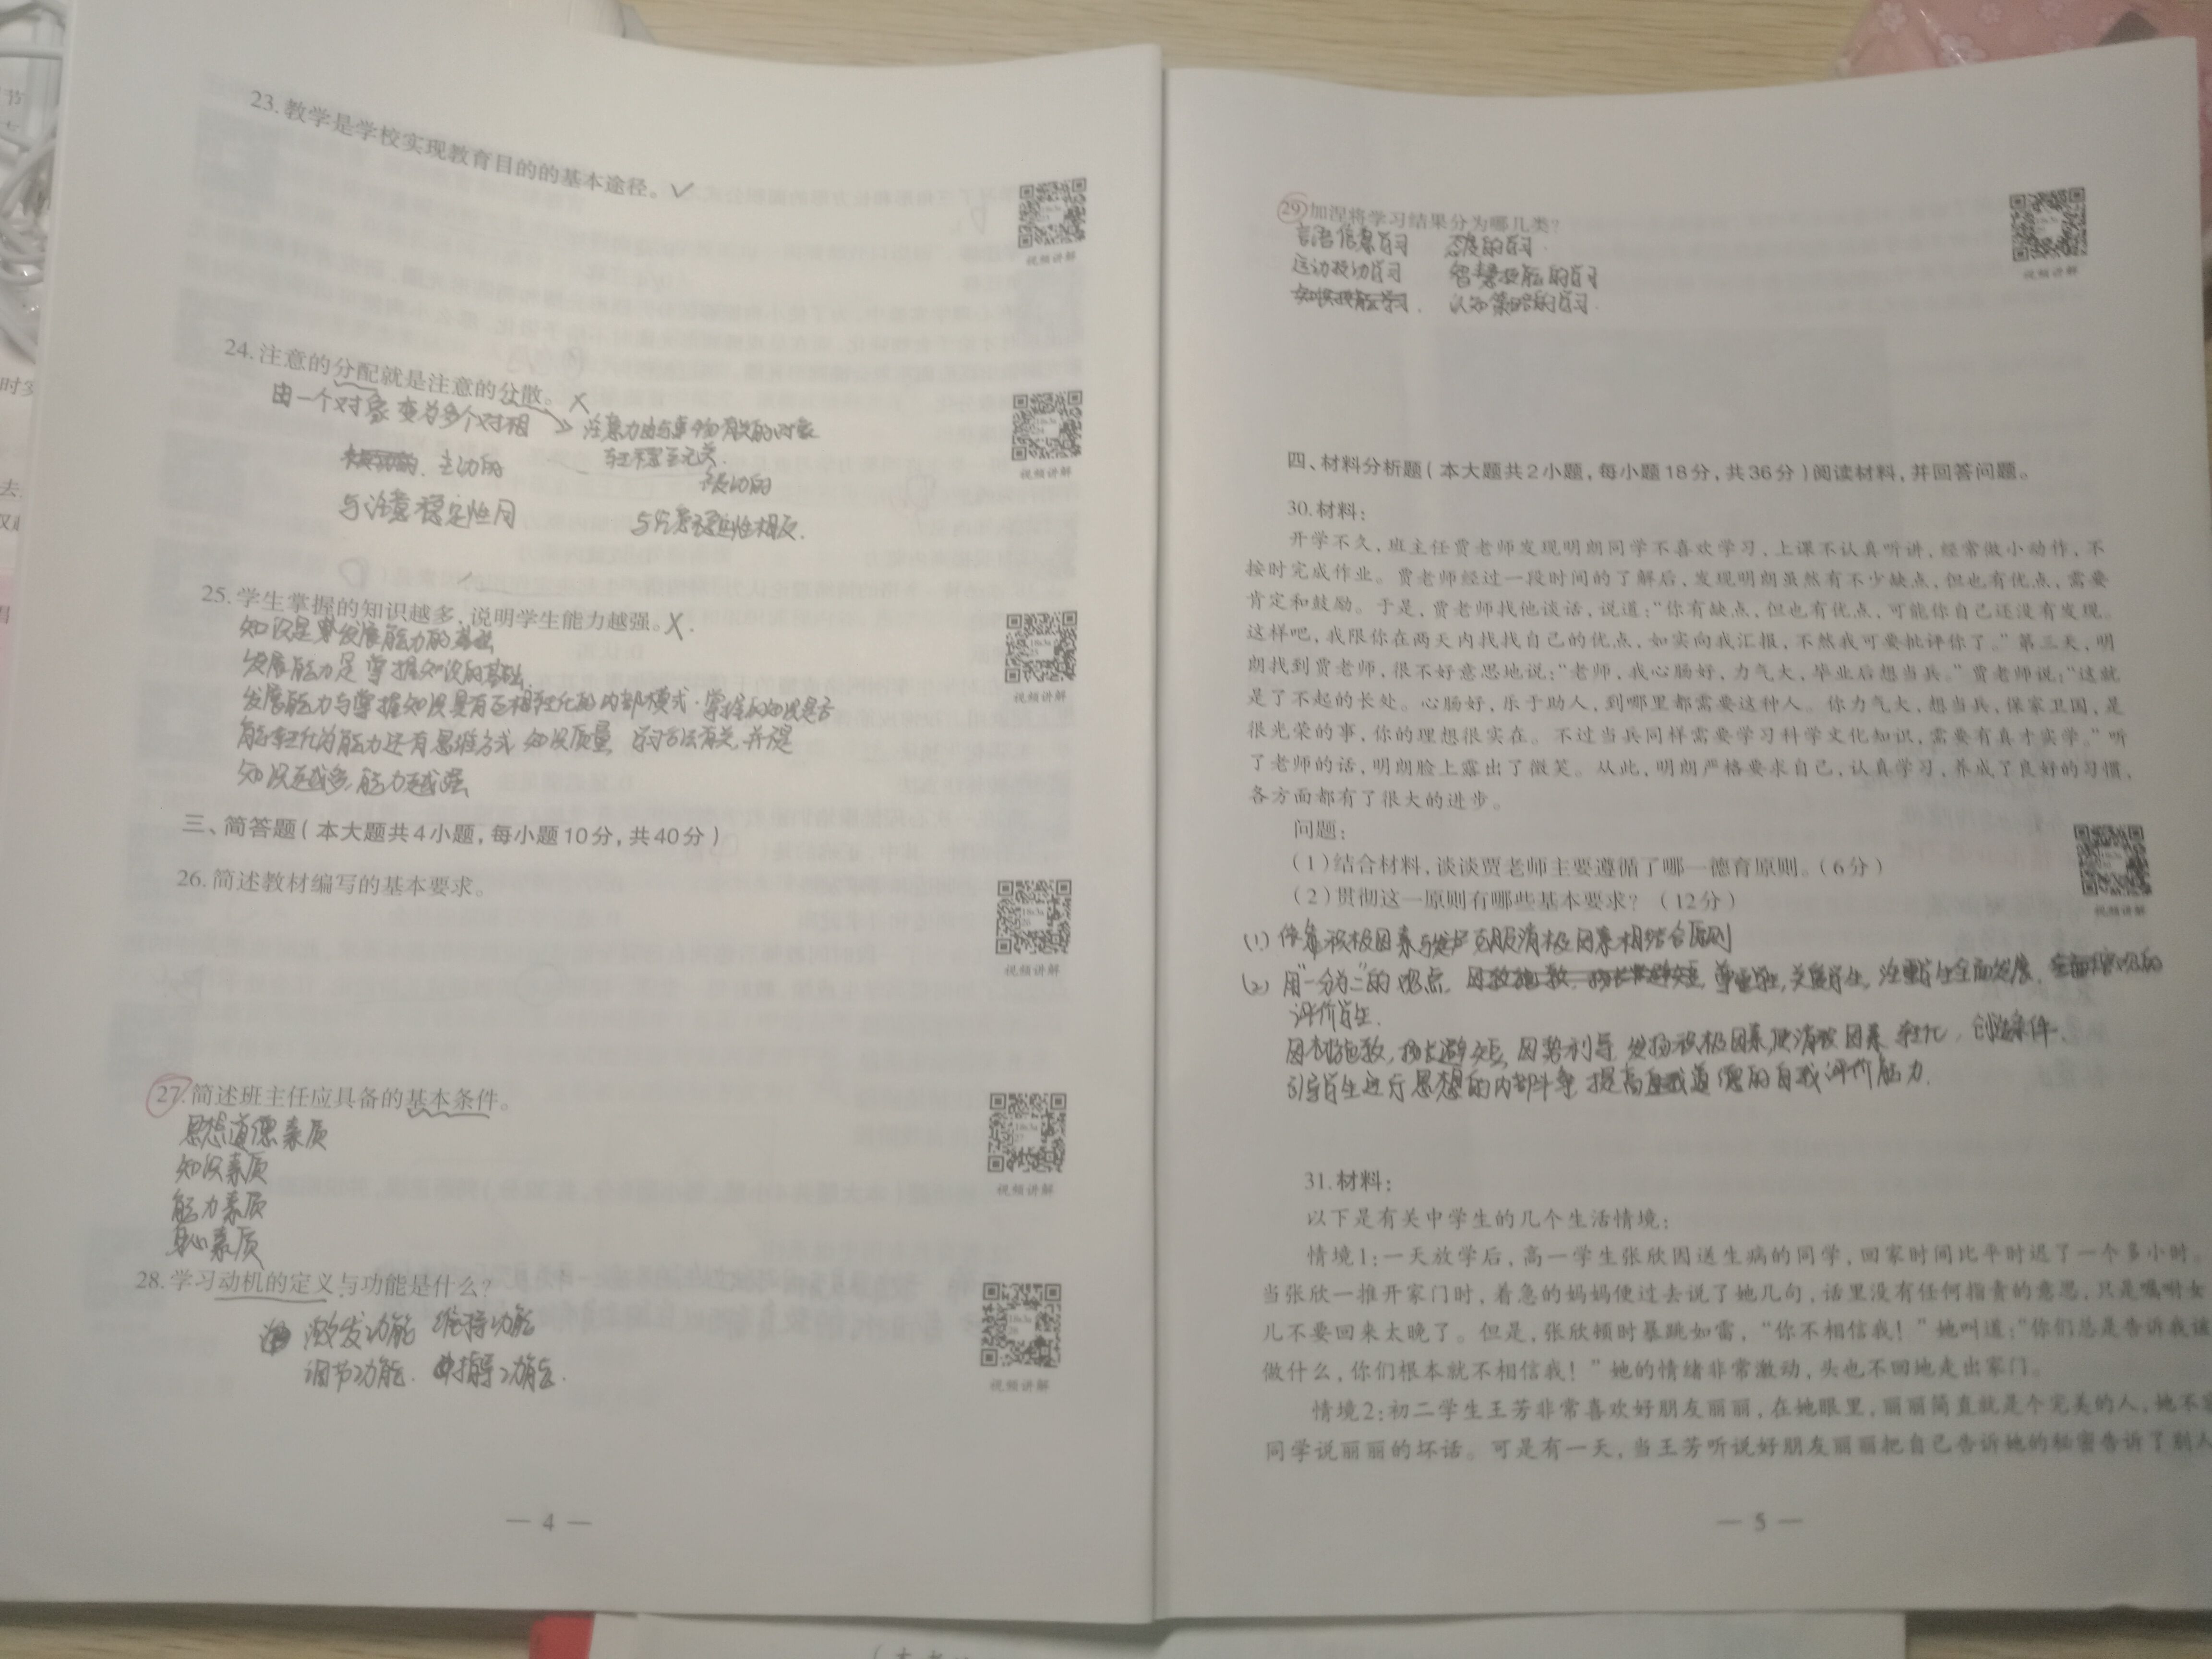 23.教学是学校实现教育目的的基本途径。✓
视频讲解
24.注意的分配就是注意的分散。×
由一个对象变为多个对相
注意力由与事物有关的对象
主动的
转至无关.
被动的
与注意稳定性同
与注意稳定性相反.
视频讲解
25.学生掌握的知识越多,说明学生能力越强。×.
知识是发展能力的基础
发展能力是掌握知识的基础.
发展能力与掌握知识具有互相转化的内部模式.掌握的知识是否
能转化为能力还有思维方式 知识质量 学习方法有关,并
知识越多,能力越强
视频讲解
三、简答题(本大题共4小题,每小题10分,共40分)
26.简述教材编写的基本要求。
视频讲解
27.简述班主任应具备的基本条件。
思想道德素质
知识素质
能力素质
身心素质
视频讲解
28.学习动机的定义与功能是什么?
激发功能 维持功能
调节功能. 指导功能.
视频讲解
— 4 —
29.加涅将学习结果分为哪几类?
言语信息学习 态度的学习.
运动技功学习 智慧技能的学习
认知策略的学习.
视频讲解
四、材料分析题(本大题共2小题,每小题18分,共36分)阅读材料,并回答问题。
30.材料:
开学不久,班主任贾老师发现明朗同学不喜欢学习,上课不认真听讲,经常做小动作,不
按时完成作业。贾老师经过一段时间的了解后,发现明朗虽然有不少缺点,但也有优点,需要
肯定和鼓励。于是,贾老师找他谈话,说道:“你有缺点,但也有优点,可能你自己还没有发现。
这样吧,我限你在两天内找找自己的优点,如实向我汇报,不然我可要批评你了。”第三天,明
朗找到贾老师,很不好意思地说:“老师,我心肠好,力气大,毕业后想当兵。”贾老师说:“这就
是了不起的长处。心肠好,乐于助人,到哪里都需要这种人。你力气大,想当兵,保家卫国,是
很光荣的事,你的理想很实在。不过当兵同样需要学习科学文化知识,需要有真才实学。”听
了老师的话,明朗脸上露出了微笑。从此,明朗严格要求自己,认真学习,养成了良好的习惯,
各方面都有了很大的进步。
问题:
(1)结合材料,谈谈贾老师主要遵循了哪一德育原则。(6分)
(2)贯彻这一原则有哪些基本要求?(12分)
视频讲解
(1) 依靠积极因素与克服消极因素相结合原则
(2) 用“一分为二”的观点, 尊重学生,关爱学生,注重学生全面发展,
评价学生.
因材施教,扬长避短,因势利导 发扬积极因素,使消极因素 转化,创造条件.
引导学生进行思想的内部斗争 提高道德的自我评价能力.
31.材料:
以下是有关中学生的几个生活情境:
情境1:一天放学后,高一学生张欣因送生病的同学,回家时间比平时迟了一个多小时。
当张欣一推开家门时,着急的妈妈便过去说了她几句,话里没有任何指责的意思,只是嘱咐女
儿不要回来太晚了。但是,张欣顿时暴跳如雷,“你不相信我!”她叫道:“你们总是告诉我该
做什么,你们根本就不相信我!”她的情绪非常激动,头也不回地走出家门。
情境2:初二学生王芳非常喜欢好朋友丽丽,在她眼里,丽丽简直就是个完美的人,她不容
同学说丽丽的坏话。可是有一天,当王芳听说好朋友丽丽把自己告诉她的秘密告诉了别人
— 5 —